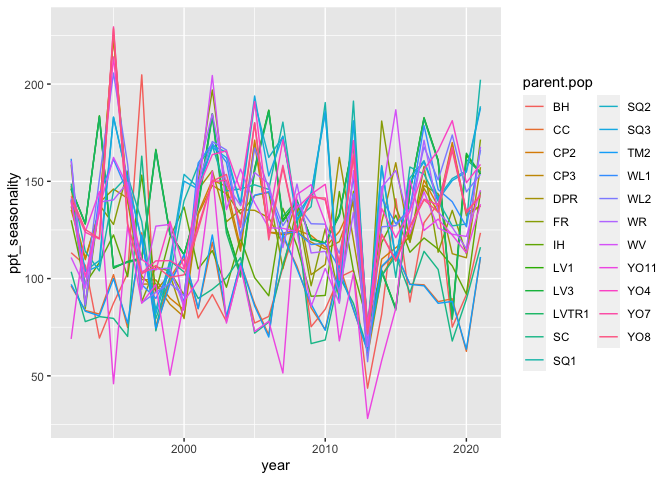 200
150
100
50
ppt_seasonality
2000
2010
2020
year
parent.pop
BH
CC
CP2
CP3
DPR
FR
IH
LV1
LV3
LVTR1
SC
SQ1
SQ2
SQ3
TM2
WL1
WL2
WR
WV
YO11
YO4
YO7
YO8